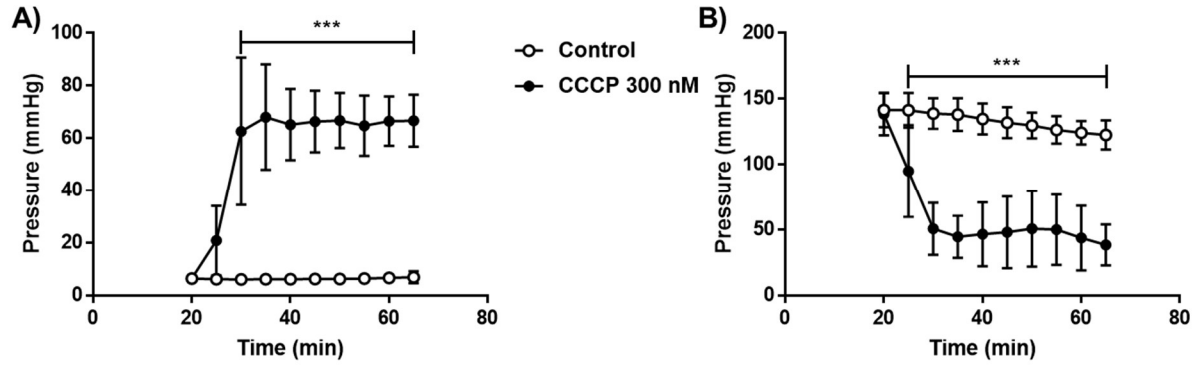 A)
***
Pressure (mmHg)
100
80
60
40
20
0
0 20 40 60 80
Time (min)
Control
CCCP 300 nM
B)
***
Pressure (mmHg)
200
150
100
50
0
0 20 40 60 80
Time (min)